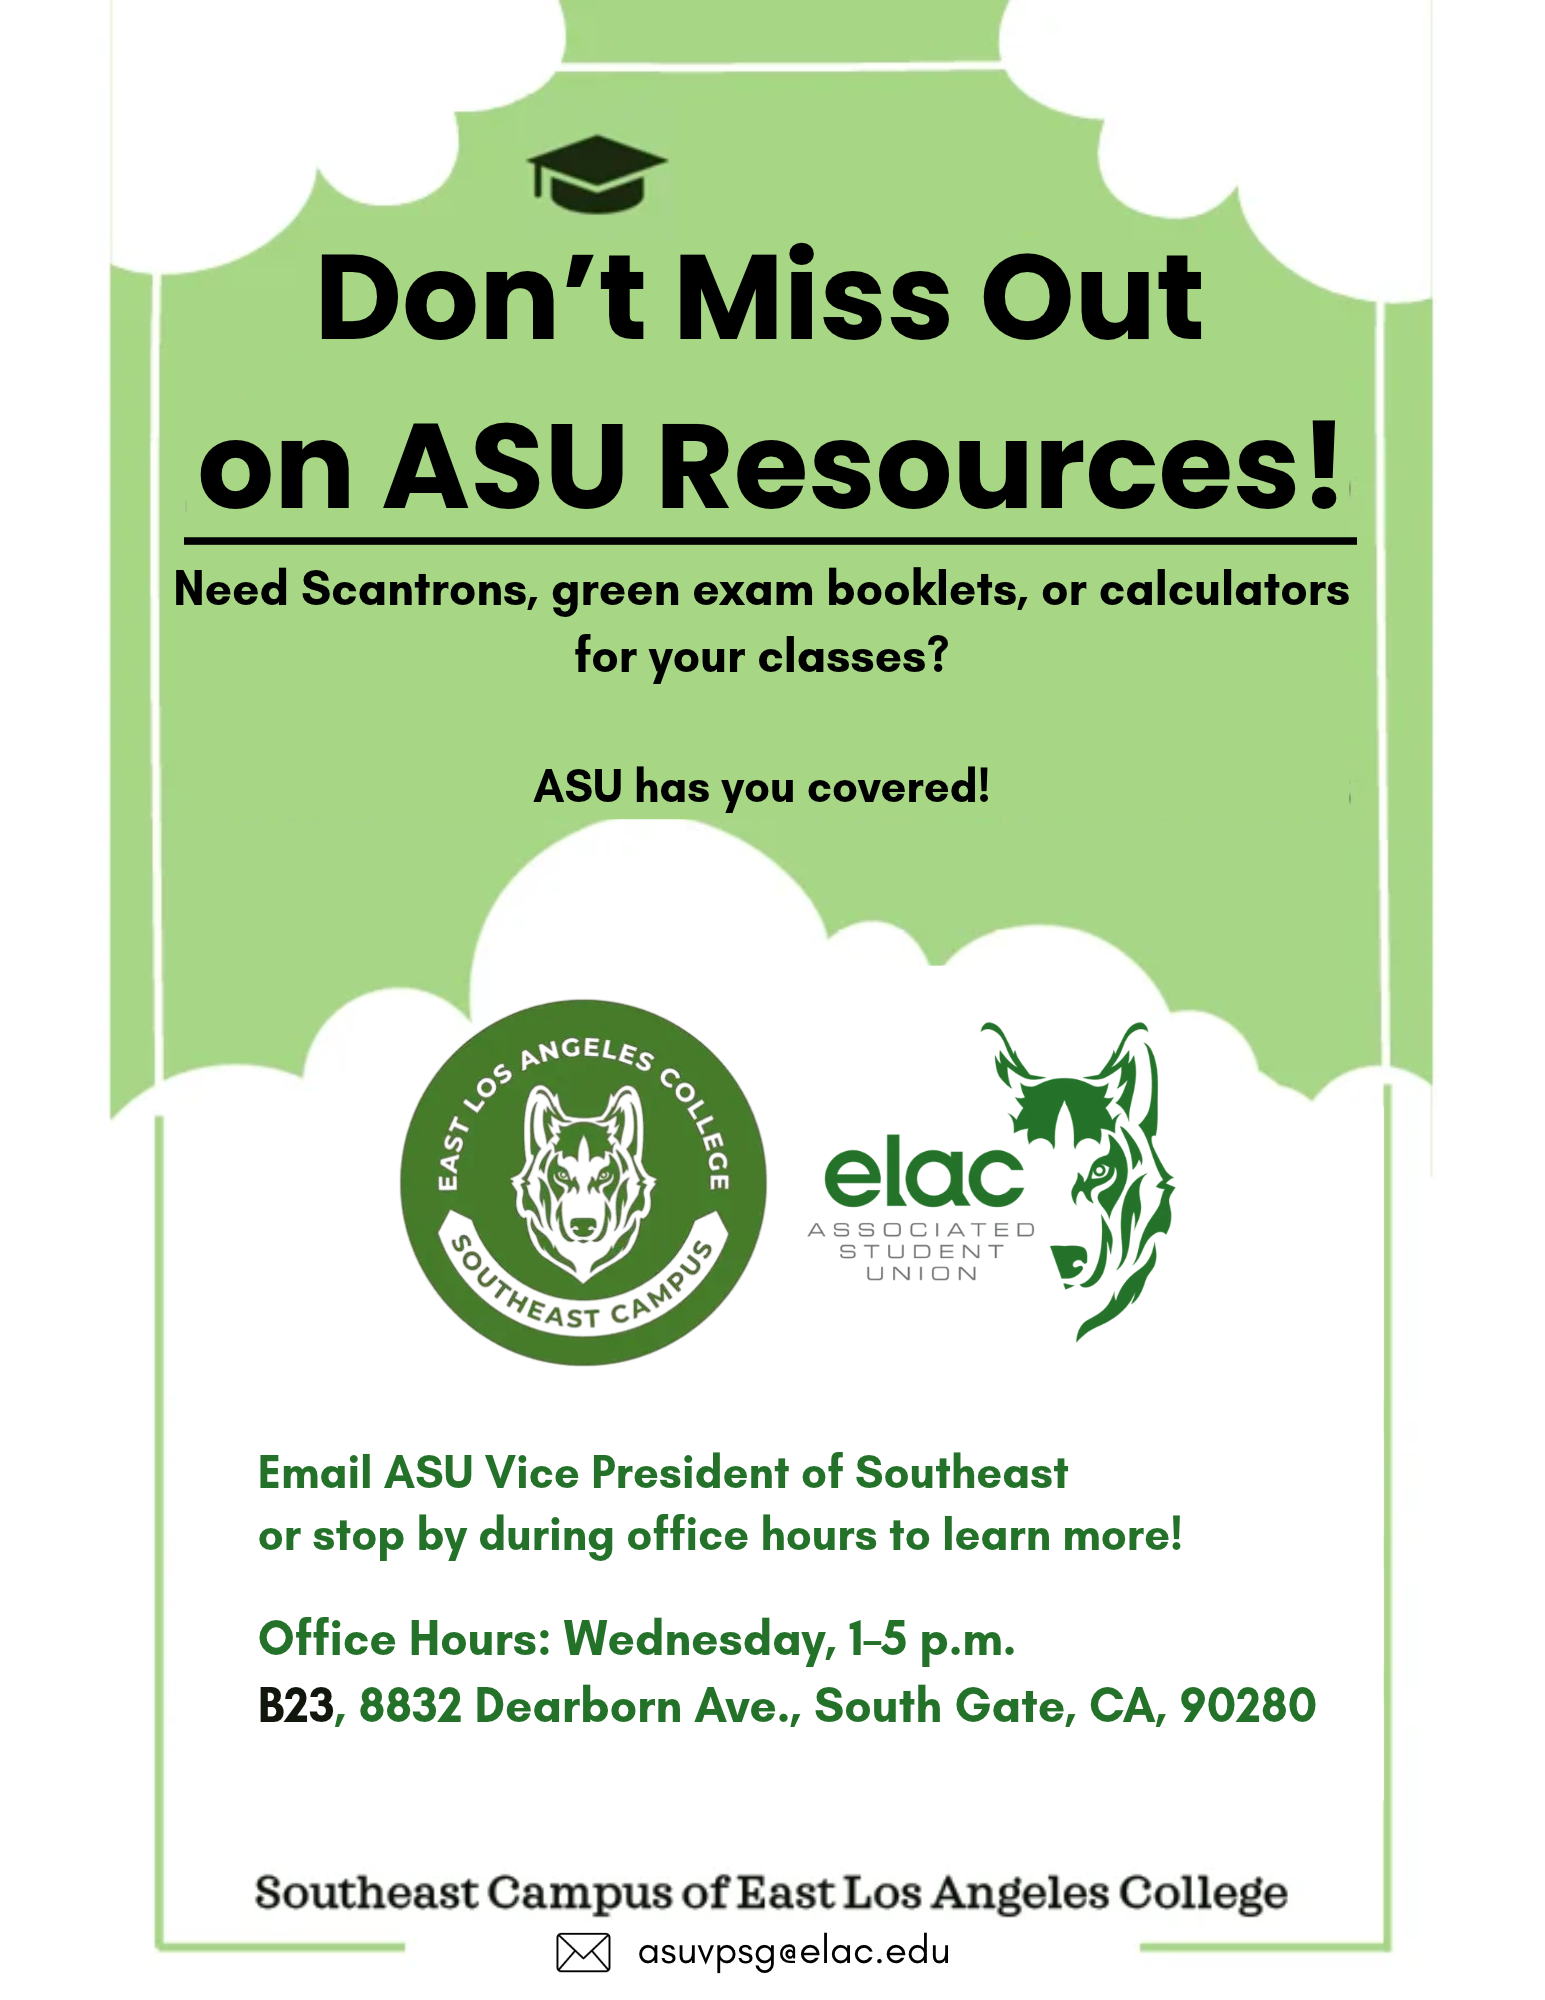 Don’t Miss Out
on ASU Resources!
Need Scantrons, green exam booklets, or calculators
for your classes?
ASU has you covered!
EAST LOS ANGELES COLLEGE
SOUTHEAST CAMPUS
elac
ASSOCIATED
STUDENT
UNION
Email ASU Vice President of Southeast
or stop by during office hours to learn more!
Office Hours: Wednesday, 1–5 p.m.
B23, 8832 Dearborn Ave., South Gate, CA, 90280
Southeast Campus of East Los Angeles College
asuvpsg@elac.edu